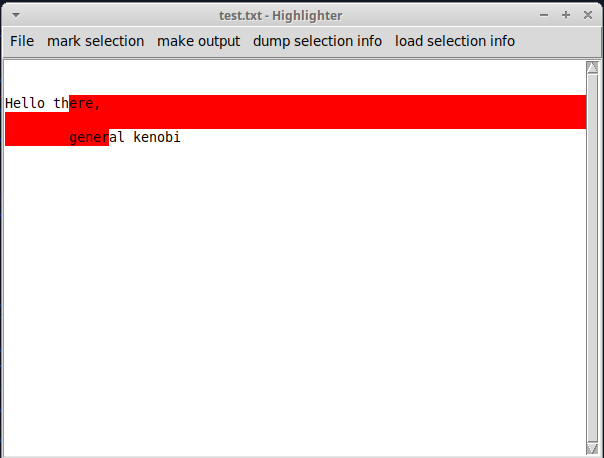 test.txt - Highlighter
File mark selection make output dump selection info load selection info
Hello there,
general kenobi